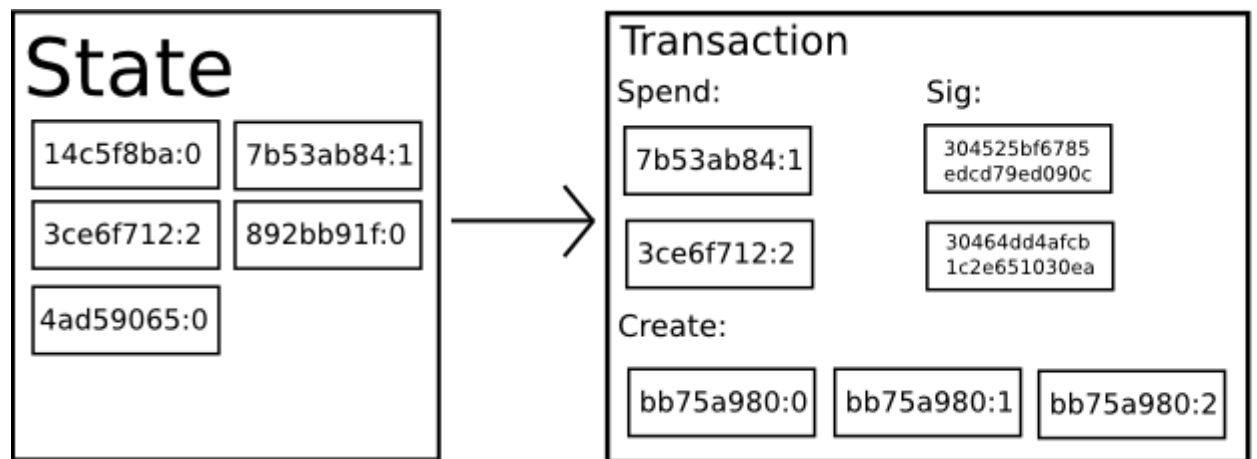 State
14c5f8ba:0 7b53ab84:1
3ce6f712:2 892bb91f:0
4ad59065:0
Transaction
Spend: Sig:
7b53ab84:1
304525bf6785
edcd79ed090c
3ce6f712:2
30464dd4afcb
1c2e651030ea
Create:
bb75a980:0 bb75a980:1 bb75a980:2